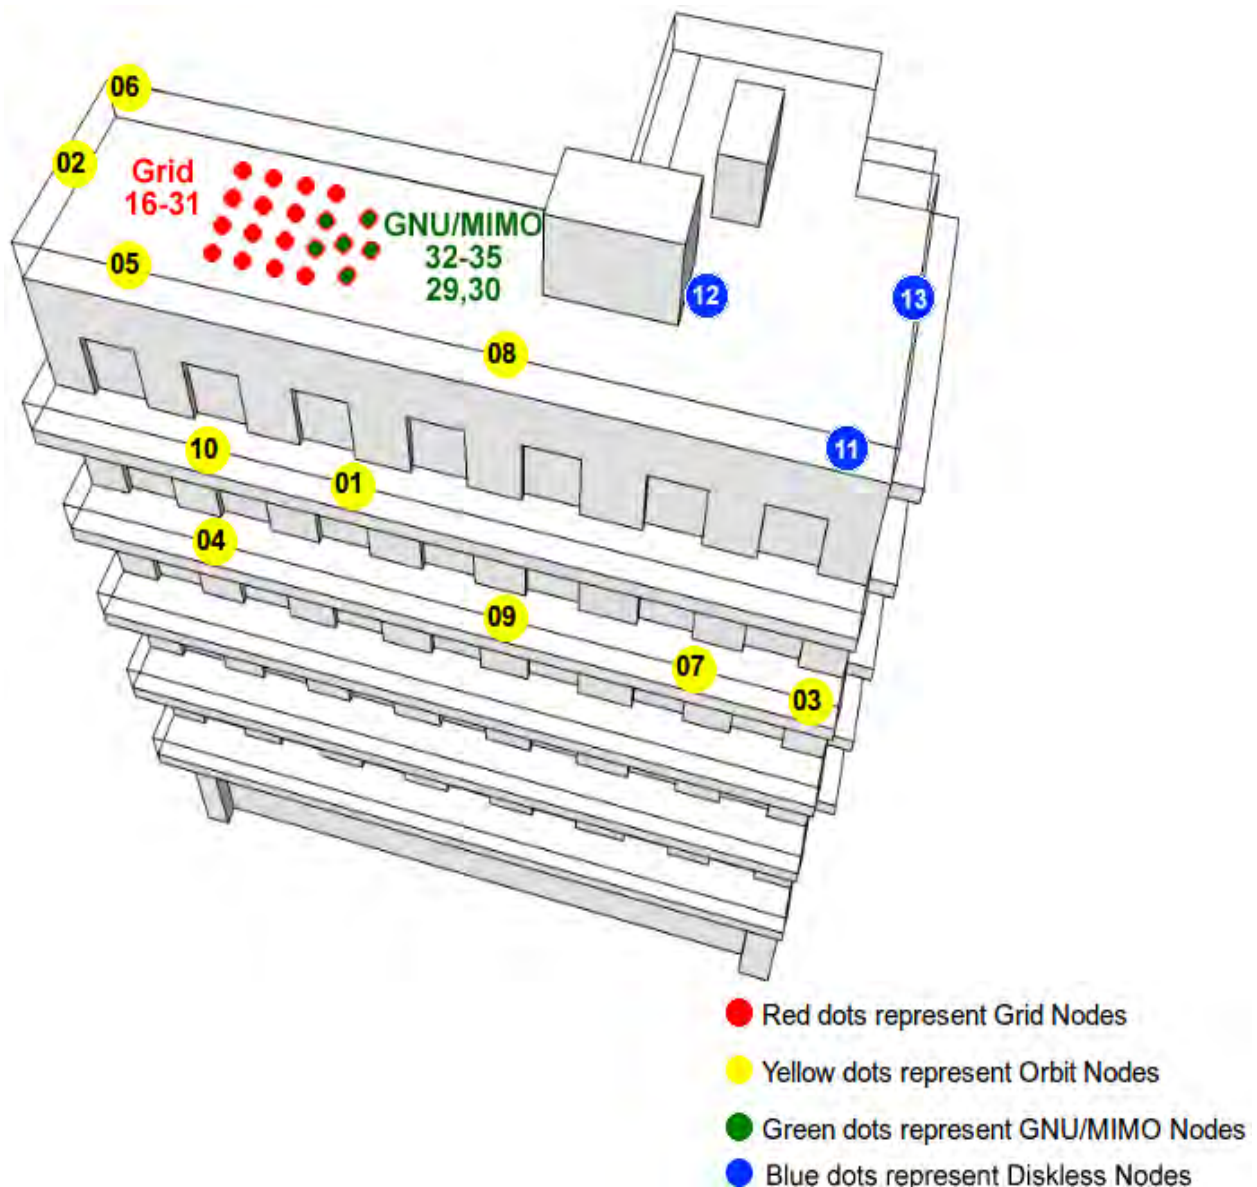 06
02
Grid
16-31
GNU/MIMO
32-35
29,30
05
12
13
08
11
10
01
04
09
07
03
Red dots represent Grid Nodes
Yellow dots represent Orbit Nodes
Green dots represent GNU/MIMO Nodes
Blue dots represent Diskless Nodes